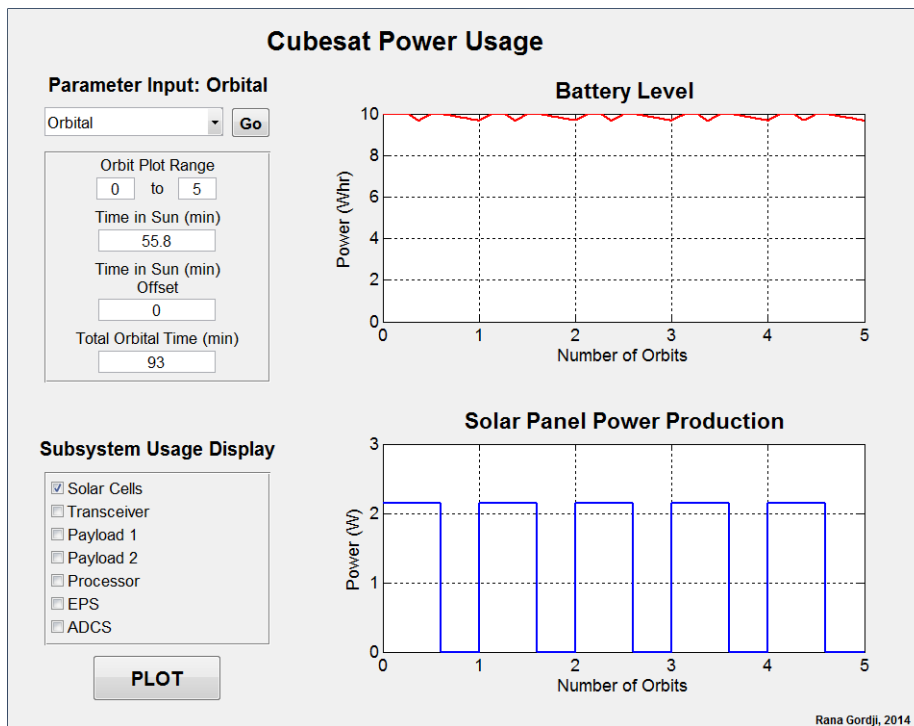 Cubesat Power Usage
Parameter Input: Orbital
Orbital
Go
Orbit Plot Range
0 to 5
Time in Sun (min)
55.8
Time in Sun (min)
Offset
0
Total Orbital Time (min)
93
Battery Level
Power (Whr)
10
8
6
4
2
0
0 1 2 3 4 5
Number of Orbits
Subsystem Usage Display
Solar Cells
Transceiver
Payload 1
Payload 2
Processor
EPS
ADCS
PLOT
Solar Panel Power Production
Power (W)
3
2
1
0
0 1 2 3 4 5
Number of Orbits
Rana Gordji, 2014